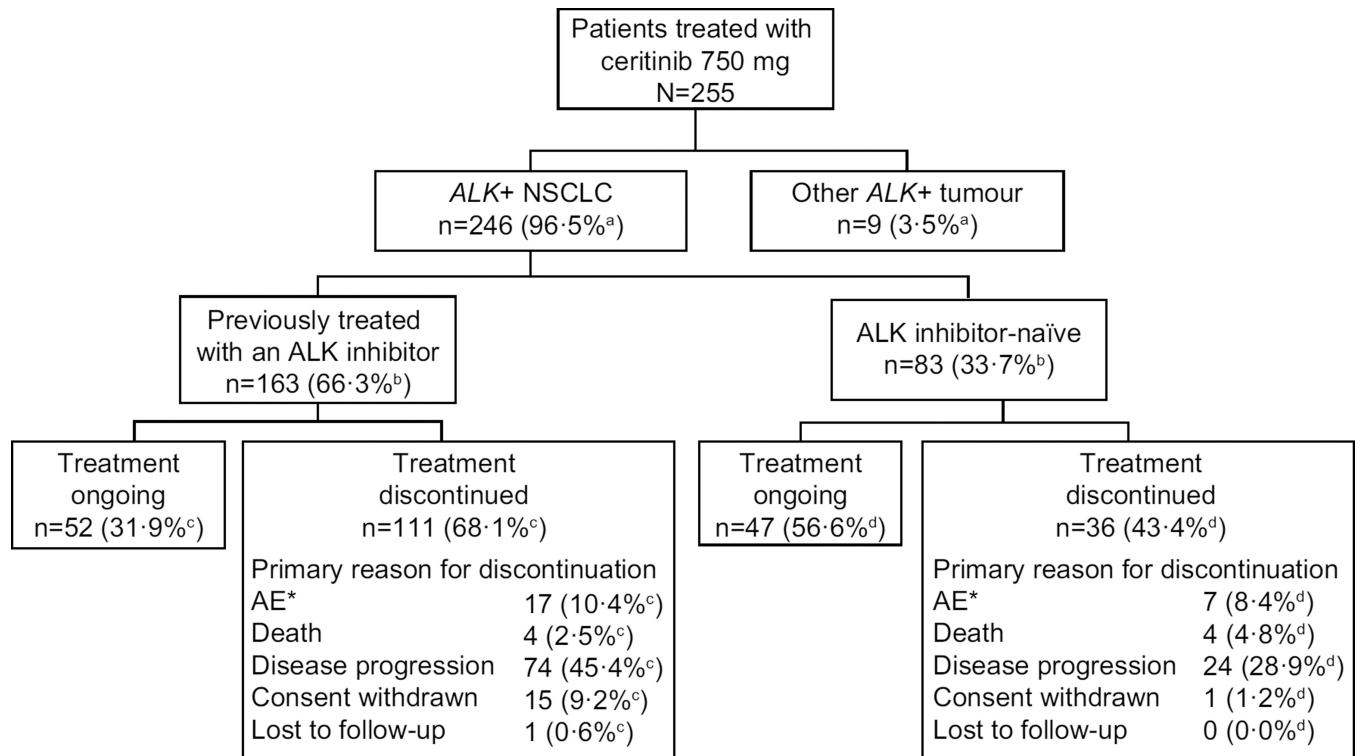 Patients treated with
ceritinib 750 mg
N=255
ALK+ NSCLC
n=246 (96·5%ᵃ)
Other ALK+ tumour
n=9 (3·5%ᵃ)
Previously treated
with an ALK inhibitor
n=163 (66·3%ᵇ)
ALK inhibitor-naïve
n=83 (33·7%ᵇ)
Treatment
ongoing
n=52 (31·9%ᶜ)
Treatment
discontinued
n=111 (68·1%ᶜ)
Primary reason for discontinuation
AE* 17 (10·4%ᶜ)
Death 4 (2·5%ᶜ)
Disease progression 74 (45·4%ᶜ)
Consent withdrawn 15 (9·2%ᶜ)
Lost to follow-up 1 (0·6%ᶜ)
Treatment
ongoing
n=47 (56·6%ᵈ)
Treatment
discontinued
n=36 (43·4%ᵈ)
Primary reason for discontinuation
AE* 7 (8·4%ᵈ)
Death 4 (4·8%ᵈ)
Disease progression 24 (28·9%ᵈ)
Consent withdrawn 1 (1·2%ᵈ)
Lost to follow-up 0 (0·0%ᵈ)